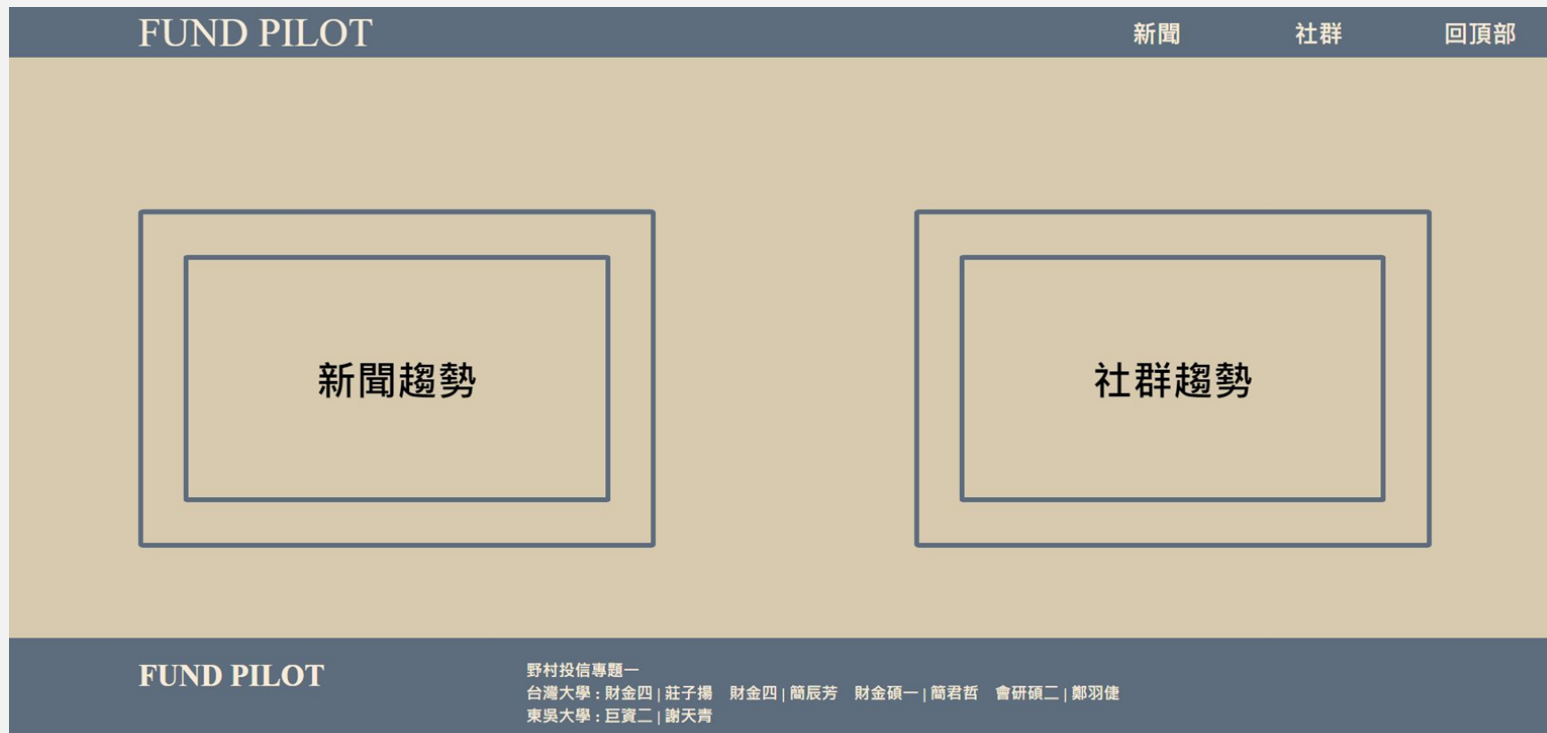 FUND PILOT
新聞 社群 回頂部
新聞趨勢
社群趨勢
FUND PILOT
野村投信專題一
台灣大學 : 財金四 | 莊子揚 財金四 | 簡辰芳 財金碩一 | 簡君哲 會研碩二 | 鄭羽倢
東吳大學 : 巨資二 | 謝天青